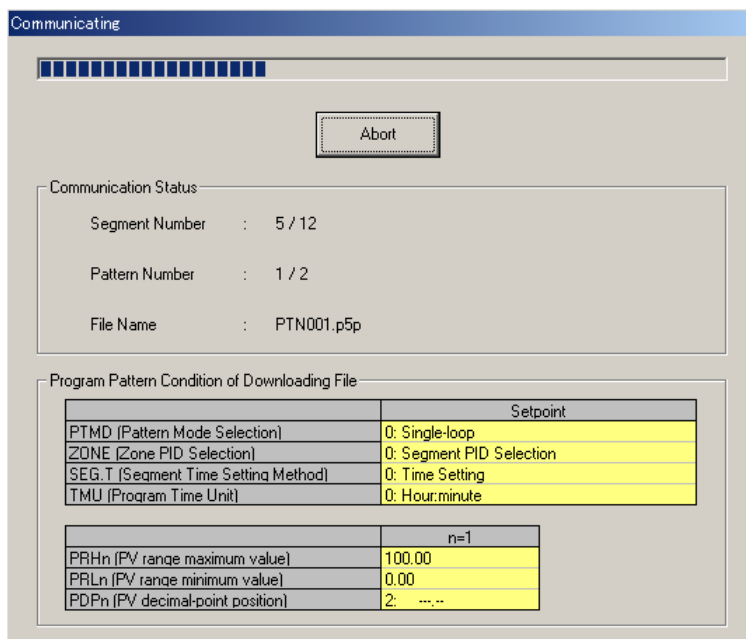 Communicating
Abort
Communication Status
Segment Number : 5 / 12
Pattern Number : 1 / 2
File Name : PTN001.p5p
Program Pattern Condition of Downloading File
Setpoint
PTMD (Pattern Mode Selection) 0: Single-loop
ZONE (Zone PID Selection) 0: Segment PID Selection
SEG.T (Segment Time Setting Method) 0: Time Setting
TMU (Program Time Unit) 0: Hour:minute
n=1
PRHn (PV range maximum value) 100.00
PRLn (PV range minimum value) 0.00
PDPn (PV decimal-point position) 2: ---.--